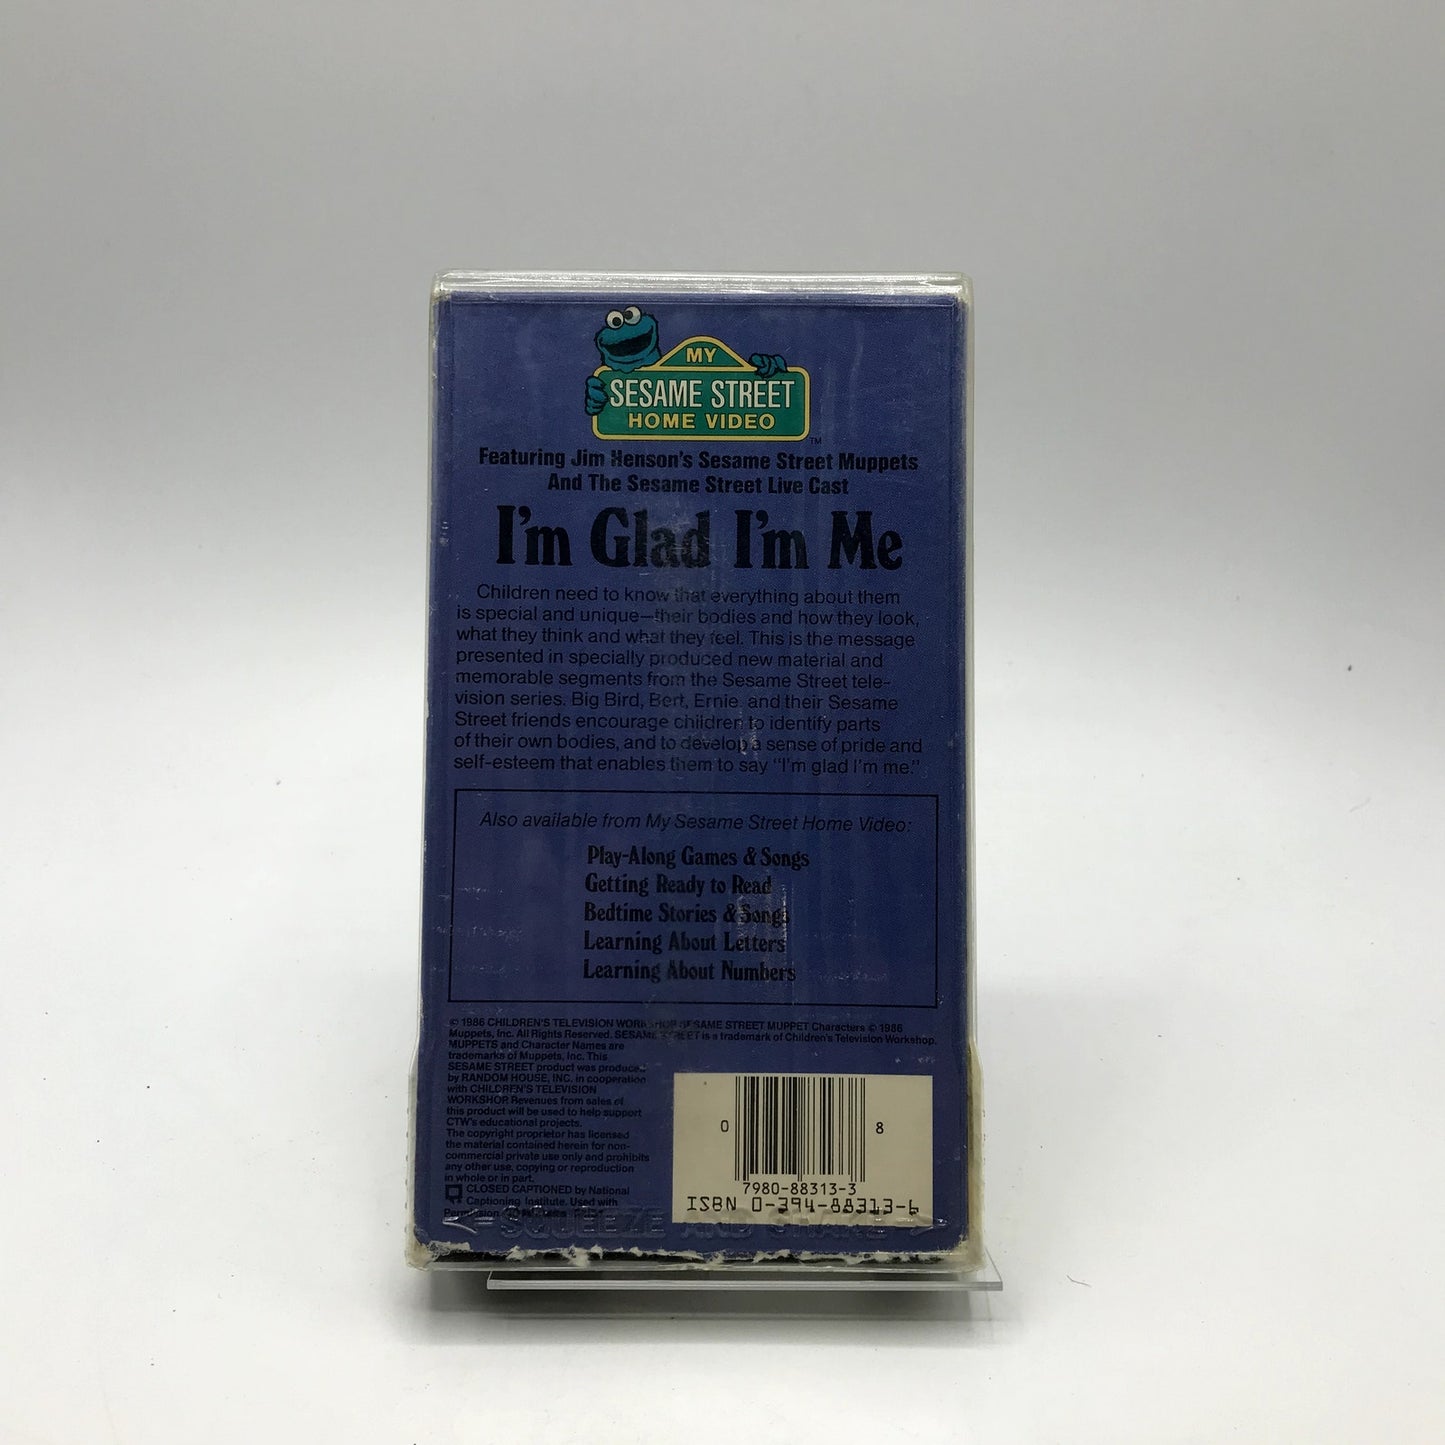 MY
SESAME STREET
HOME VIDEO
TM
Featuring Jim Henson's Sesame Street Muppets
And The Sesame Street Live Cast
I'm Glad I'm Me
Children need to know that everything about them
is special and unique—their bodies and how they look,
what they think and what they feel. This is the message
presented in specially produced new material and
memorable segments from the Sesame Street tele-
vision series. Big Bird, Bert, Ernie and their Sesame
Street friends encourage children to identify parts
of their own bodies, and to develop a sense of pride and
self-esteem that enables them to say "I'm glad I'm me."
Also available from My Sesame Street Home Video:
Play-Along Games & Songs
Getting Ready to Read
Bedtime Stories & Songs
Learning About Letters
Learning About Numbers
© 1986 CHILDREN'S TELEVISION WORKSHOP SESAME STREET MUPPET Characters © 1986
Muppets, Inc. All Rights Reserved. SESAME STREET is a trademark of Children's Television Workshop.
MUPPETS and Character Names are
trademarks of Muppets, Inc. This
SESAME STREET product was produced
by RANDOM HOUSE, INC. in cooperation
with CHILDREN'S TELEVISION
WORKSHOP Revenues from sales of
this product will be used to help support
CTW's educational projects.
The copyright proprietor has licensed
the material contained herein for non-
commercial private use only and prohibits
any other use, copying or reproduction
in whole or in part.
CLOSED CAPTIONED by National
Captioning Institute. Used with
Permission.
0 8
7980-88313-3
ISBN 0-394-88313-6
SQUEEZE AND SHAKE